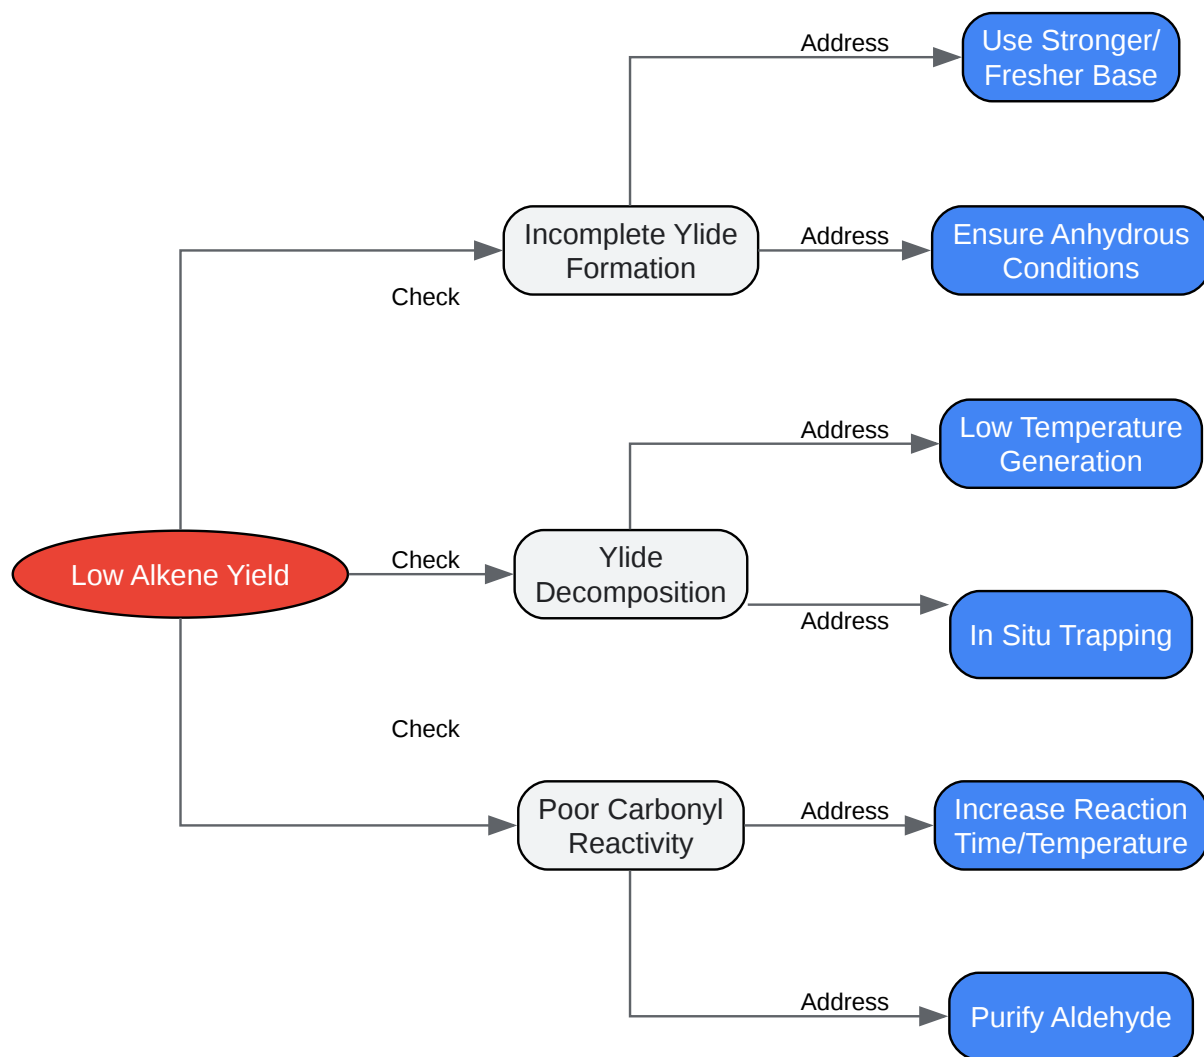 Address
Use Stronger/
Fresher Base
Incomplete Ylide
Formation
Address
Ensure Anhydrous
Conditions
Check
Address
Low Temperature
Generation
Low Alkene Yield
Check
Ylide
Decomposition
Address
In Situ Trapping
Check
Poor Carbonyl
Reactivity
Address
Increase Reaction
Time/Temperature
Address
Purify Aldehyde